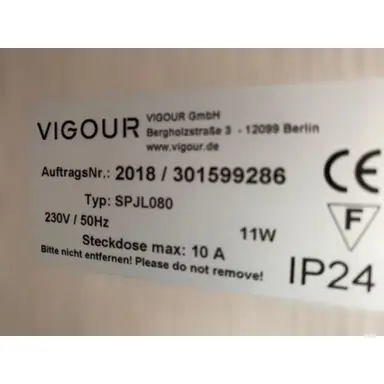 VIGOUR
VIGOUR GmbH
Bergholzstraße 3 - 12099 Berlin
www.vigour.de
AuftragsNr.: 2018 / 301599286
CE
Typ: SPJL080
F
230V / 50Hz
11W
Steckdose max: 10 A
IP24
Bitte nicht entfernen! Please do not remove!